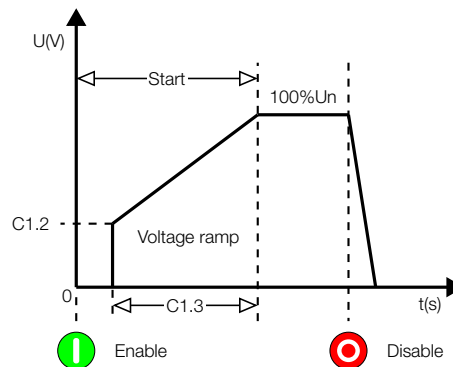 U(V)
Start
100%Un
C1.2
Voltage ramp
0
C1.3
t(s)
Enable
Disable